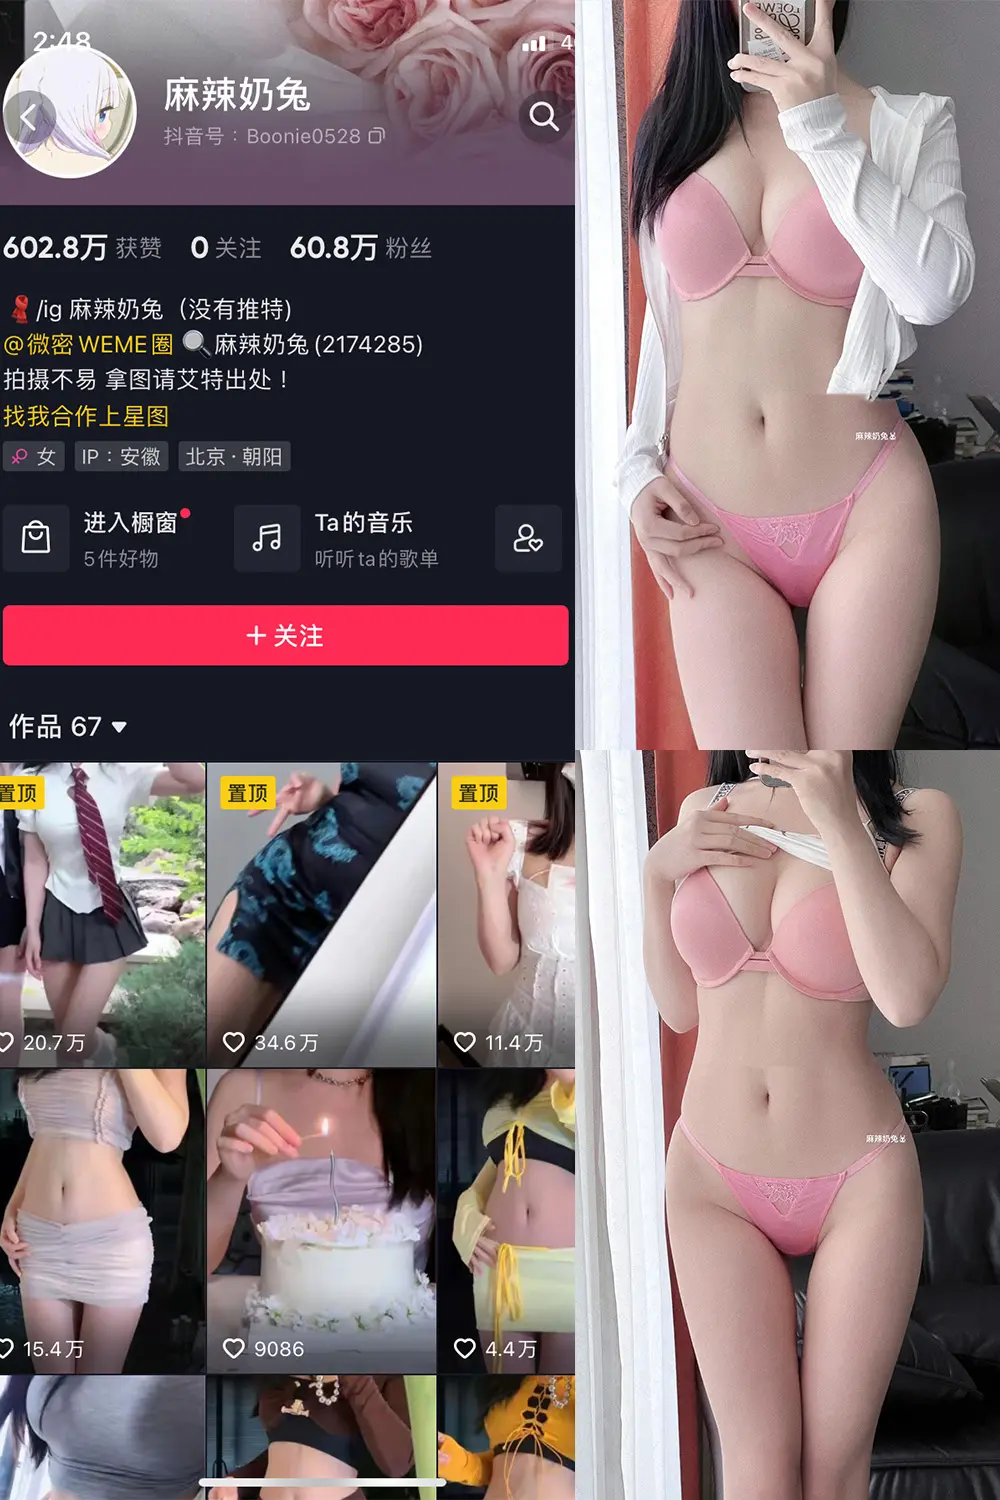 2:48
4
麻辣奶兔
抖音号：Boonie0528
602.8万 获赞 0 关注 60.8万 粉丝
/ig 麻辣奶兔（没有推特)
@微密 WEME圈 麻辣奶兔(2174285)
拍摄不易 拿图请艾特出处！
找我合作上星图
女 IP：安徽 北京·朝阳
进入橱窗
5件好物
Ta的音乐
听听ta的歌单
+ 关注
作品 67
置顶 置顶 置顶
20.7万 34.6万 11.4万
15.4万 9086 4.4万
LOEWE
麻辣奶兔
麻辣奶兔